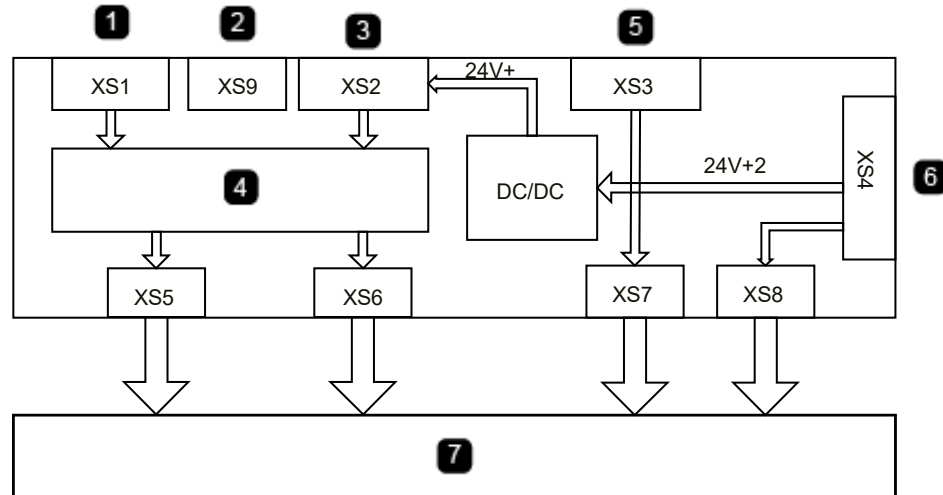 1 2 3 5
XS1 XS9 XS2 24V+ XS3
XS4
24V+2
4 DC/DC 6
XS5 XS6 XS7 XS8
7